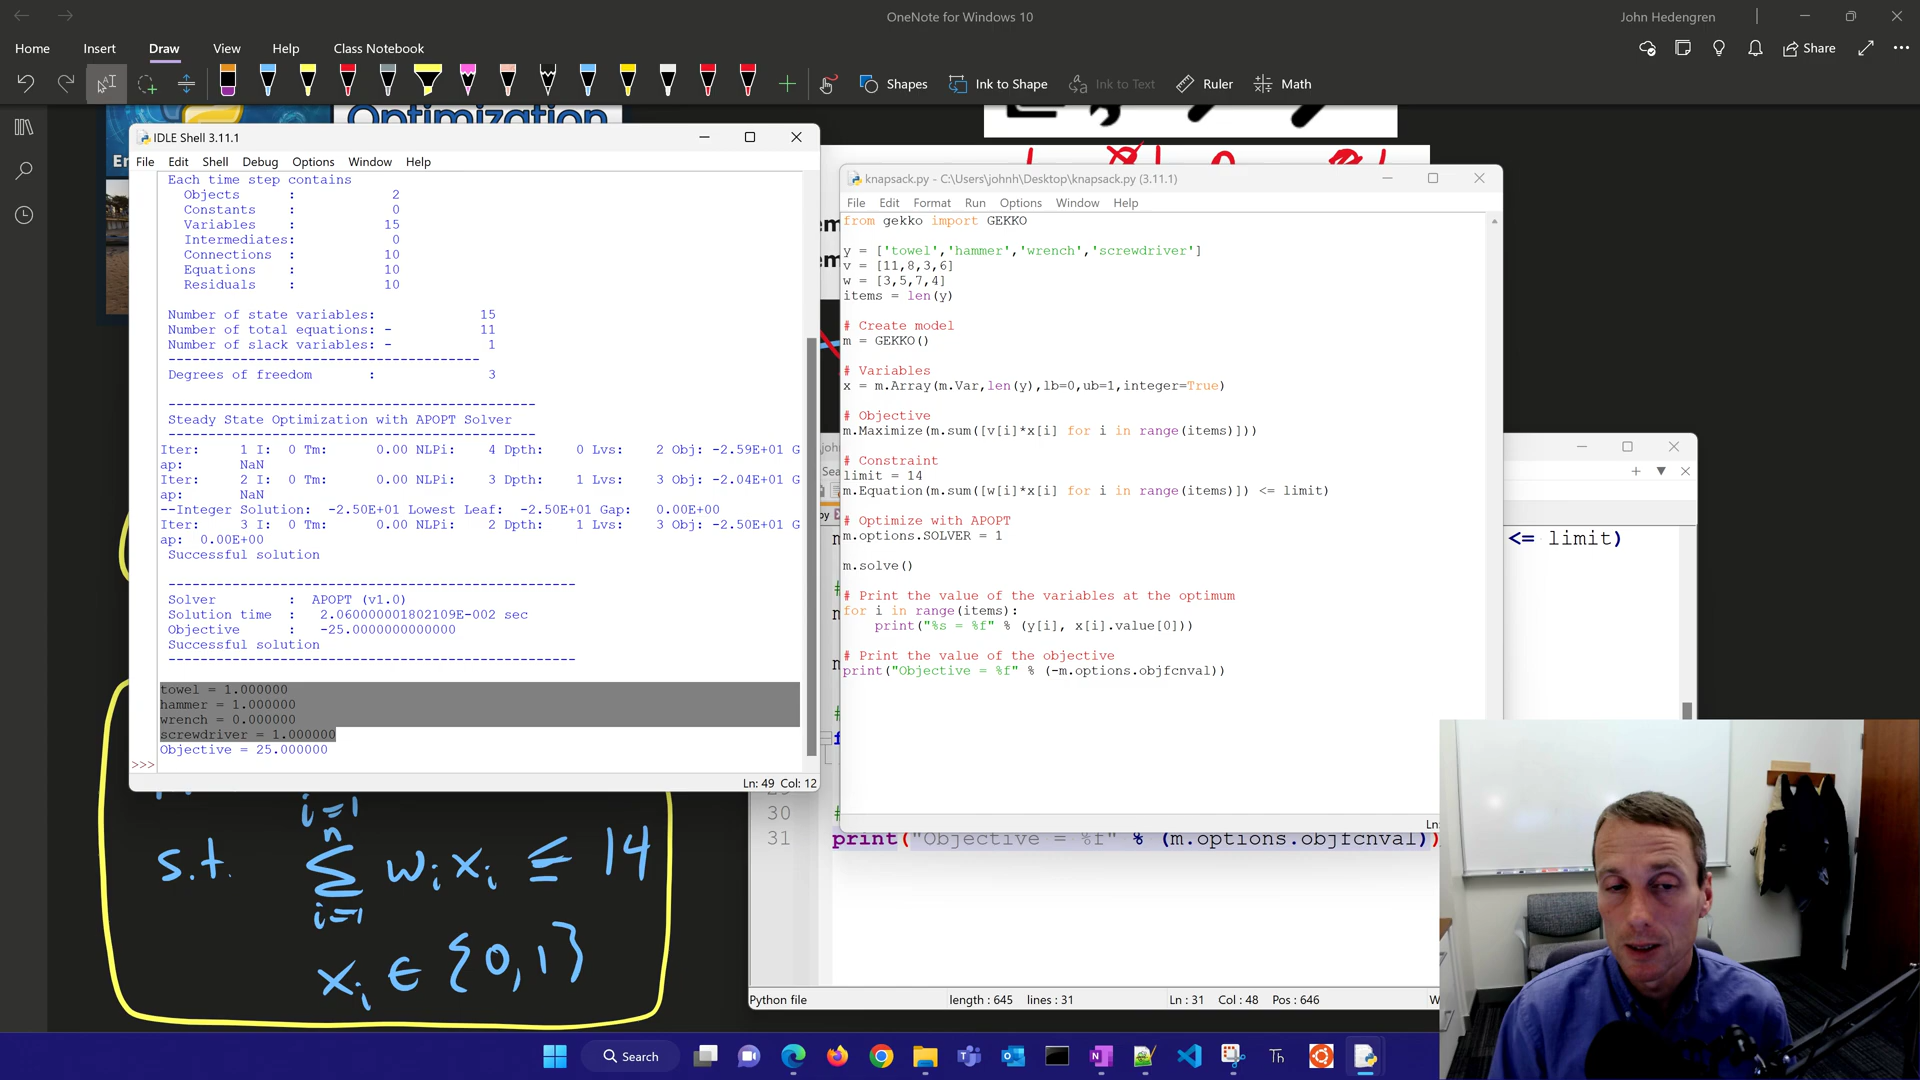 OneNote for Windows 10
John Hedengren
Home Insert Draw View Help Class Notebook
Share
Shapes Ink to Shape Ink to Text Ruler Math
Optimization
IDLE Shell 3.11.1
File Edit Shell Debug Options Window Help
Each time step contains
Objects : 2
Constants : 0
Variables : 15
Intermediates: 0
Connections : 10
Equations : 10
Residuals : 10
Number of state variables: 15
Number of total equations: - 11
Number of slack variables: - 1
---------------------------------------
Degrees of freedom : 3
----------------------------------------------
Steady State Optimization with APOPT Solver
----------------------------------------------
Iter: 1 I: 0 Tm: 0.00 NLPi: 4 Dpth: 0 Lvs: 2 Obj: -2.59E+01 G
ap: NaN
Iter: 2 I: 0 Tm: 0.00 NLPi: 3 Dpth: 1 Lvs: 3 Obj: -2.04E+01 G
ap: NaN
--Integer Solution: -2.50E+01 Lowest Leaf: -2.50E+01 Gap: 0.00E+00
Iter: 3 I: 0 Tm: 0.00 NLPi: 2 Dpth: 1 Lvs: 3 Obj: -2.50E+01 G
ap: 0.00E+00
Successful solution
---------------------------------------------------
Solver : APOPT (v1.0)
Solution time : 2.060000001802109E-002 sec
Objective : -25.0000000000000
Successful solution
---------------------------------------------------
towel = 1.000000
hammer = 1.000000
wrench = 0.000000
screwdriver = 1.000000
Objective = 25.000000
>>>
Ln: 49 Col: 12
knapsack.py - C:\Users\johnh\Desktop\knapsack.py (3.11.1)
File Edit Format Run Options Window Help
from gekko import GEKKO
y = ['towel','hammer','wrench','screwdriver']
v = [11,8,3,6]
w = [3,5,7,4]
items = len(y)
# Create model
m = GEKKO()
# Variables
x = m.Array(m.Var,len(y),lb=0,ub=1,integer=True)
# Objective
m.Maximize(m.sum([v[i]*x[i] for i in range(items)]))
# Constraint
limit = 14
m.Equation(m.sum([w[i]*x[i] for i in range(items)]) <= limit)
# Optimize with APOPT
m.options.SOLVER = 1
m.solve()
# Print the value of the variables at the optimum
for i in range(items):
print("%s = %f" % (y[i], x[i].value[0]))
# Print the value of the objective
print("Objective = %f" % (-m.options.objfcnval))
Ln:
<= limit)
30 #
31 print("Objective = %f" % (m.options.objfcnval))
Python file length : 645 lines : 31 Ln : 31 Col : 48 Pos : 646
i=1
s.t. n Σ i=1 wᵢxᵢ ≤ 14
xᵢ ∈ {0,1}
Search